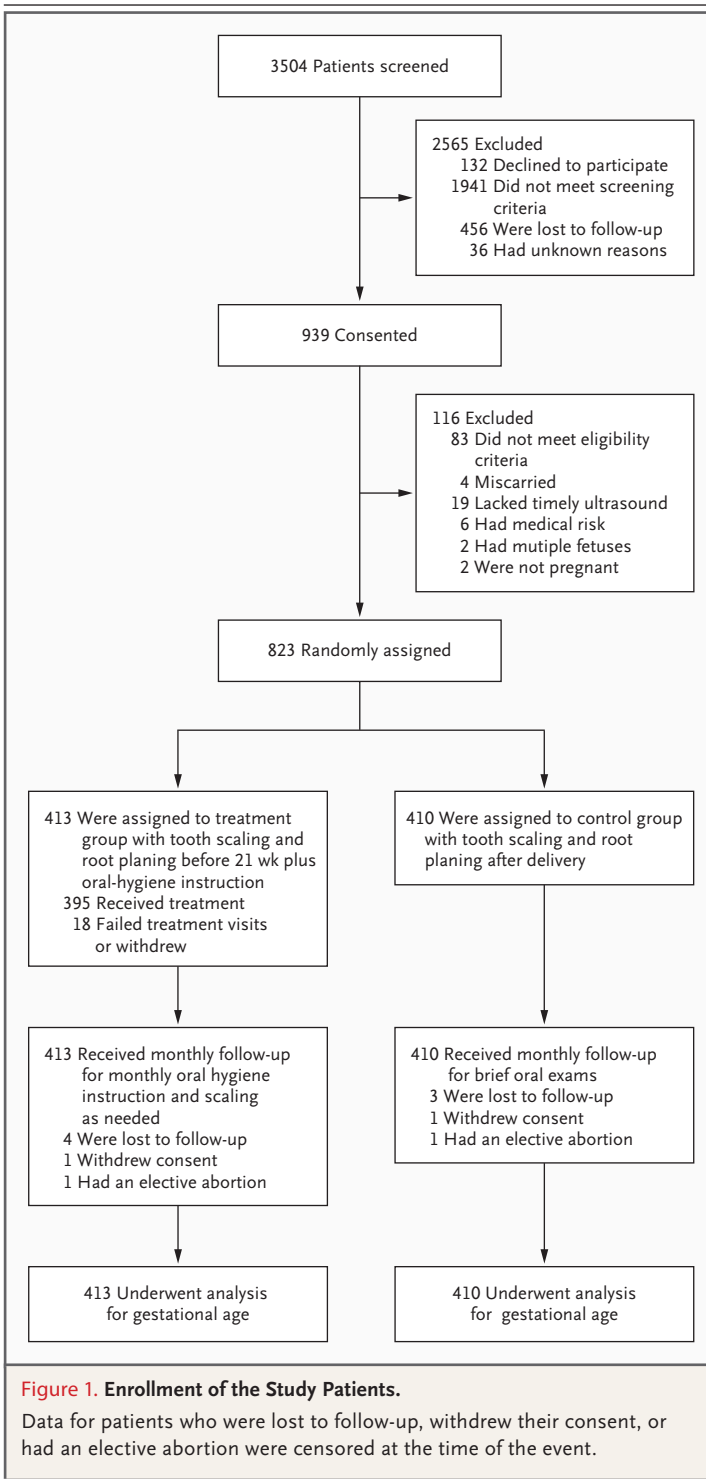 3504 Patients screened
2565 Excluded
132 Declined to participate
1941 Did not meet screening
criteria
456 Were lost to follow-up
36 Had unknown reasons
939 Consented
116 Excluded
83 Did not meet eligibility
criteria
4 Miscarried
19 Lacked timely ultrasound
6 Had medical risk
2 Had mutiple fetuses
2 Were not pregnant
823 Randomly assigned
413 Were assigned to treatment
group with tooth scaling and
root planing before 21 wk plus
oral-hygiene instruction
395 Received treatment
18 Failed treatment visits
or withdrew
410 Were assigned to control group
with tooth scaling and root
planing after delivery
413 Received monthly follow-up
for monthly oral hygiene
instruction and scaling
as needed
4 Were lost to follow-up
1 Withdrew consent
1 Had an elective abortion
410 Received monthly follow-up
for brief oral exams
3 Were lost to follow-up
1 Withdrew consent
1 Had an elective abortion
413 Underwent analysis
for gestational age
410 Underwent analysis
for gestational age
Figure 1. Enrollment of the Study Patients.
Data for patients who were lost to follow-up, withdrew their consent, or
had an elective abortion were censored at the time of the event.